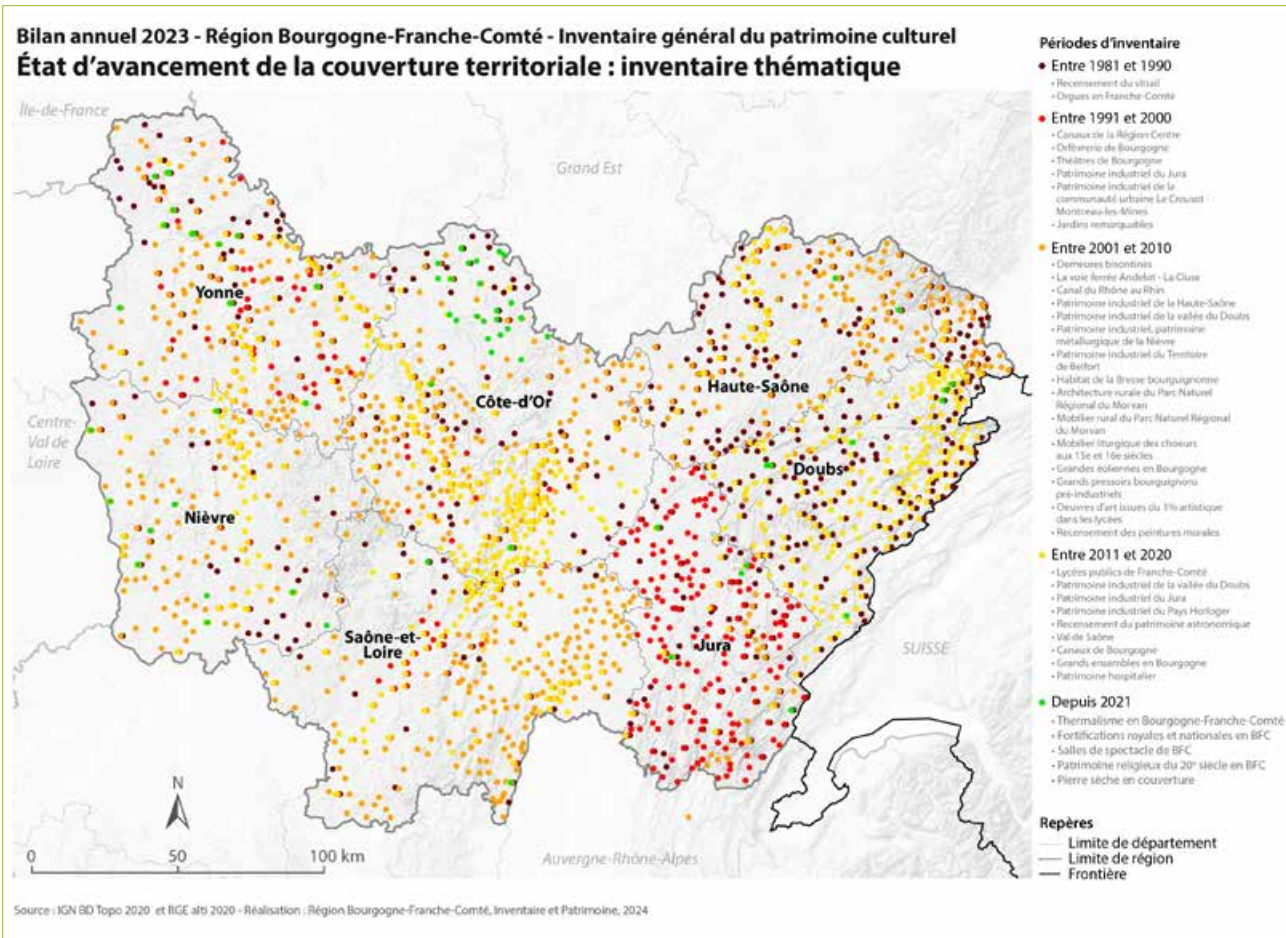 Bilan annuel 2023 - Région Bourgogne-Franche-Comté - Inventaire général du patrimoine culturel
État d'avancement de la couverture territoriale : inventaire thématique
Île-de-France
Grand Est
Yonne
Côte-d'Or
Haute-Saône
Centre-
Val de
Loire
Doubs
Nièvre
Saône-et-
Loire
Jura
SUISSE
N
0 50 100 km
Auvergne-Rhône-Alpes
Périodes d'inventaire
• Entre 1981 et 1990
• Recensement du vitrail
• Orgues en Franche-Comté
• Entre 1991 et 2000
• Canaux de la Région Centre
• Orfèvrerie de Bourgogne
• Théâtres de Bourgogne
• Patrimoine industriel du Jura
• Patrimoine industriel de la
communauté urbaine Le Creusot
Montceau-les-Mines
• Jardins remarquables
• Entre 2001 et 2010
• Demeures bisontines
• La voie ferrée Andelot - La Cluse
• Canal du Rhône au Rhin
• Patrimoine industriel de la Haute-Saône
• Patrimoine industriel de la vallée du Doubs
• Patrimoine industriel, patrimoine
métallurgique de la Nièvre
• Patrimoine industriel du Territoire
de Belfort
• Habitat de la Bresse bourguignonne
• Architecture rurale du Parc Naturel
Régional du Morvan
• Mobilier rural du Parc Naturel Régional
du Morvan
• Mobilier liturgique des choeurs
aux 15e et 16e siècles
• Grandes éoliennes en Bourgogne
• Grands pressoirs bourguignons
pré-industriels
• Oeuvres d'art issues du 1% artistique
dans les lycées
• Recensement des peintures murales
• Entre 2011 et 2020
• Lycées publics de Franche-Comté
• Patrimoine industriel de la vallée du Doubs
• Patrimoine industriel du Jura
• Patrimoine industriel du Pays Horloger
• Recensement du patrimoine astronomique
• Val de Saône
• Canaux de Bourgogne
• Grands ensembles en Bourgogne
• Patrimoine hospitalier
• Depuis 2021
• Thermalisme en Bourgogne-Franche-Comté
• Fortifications royales et nationales en BFC
• Salles de spectacle de BFC
• Patrimoine religieux du 20e siècle en BFC
• Pierre sèche en couverture
Repères
Limite de département
Limite de région
Frontière
Source : IGN BD Topo 2020 et RGE alti 2020 - Réalisation : Région Bourgogne-Franche-Comté, Inventaire et Patrimoine, 2024